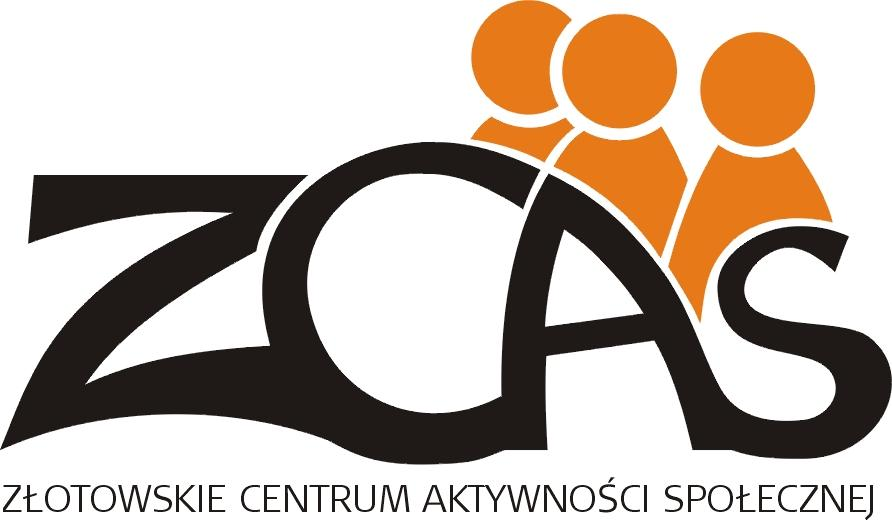 ZCAS
ZŁOTOWSKIE CENTRUM AKTYWNOŚCI SPOŁECZNEJ